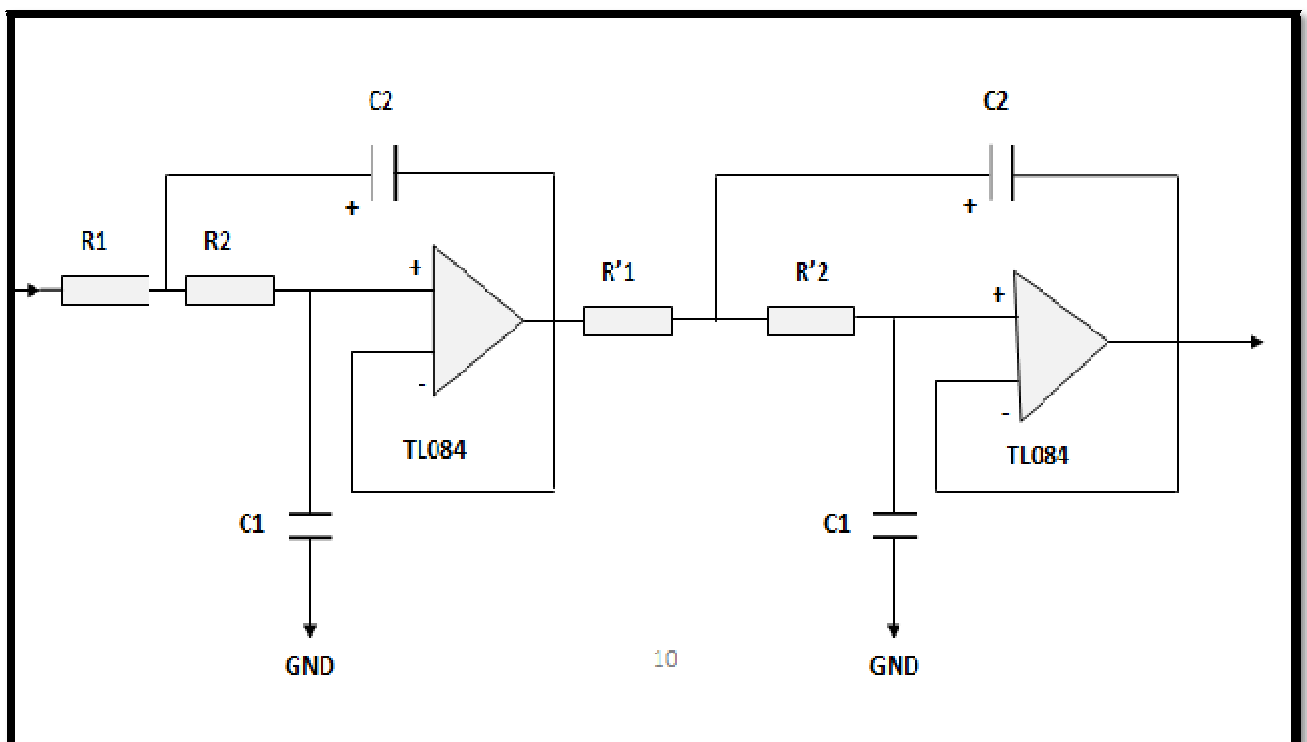 C2
C2
+
+
R1
R2
R'1
R'2
+
+
-
-
TL084
TL084
C1
C1
GND
10
GND